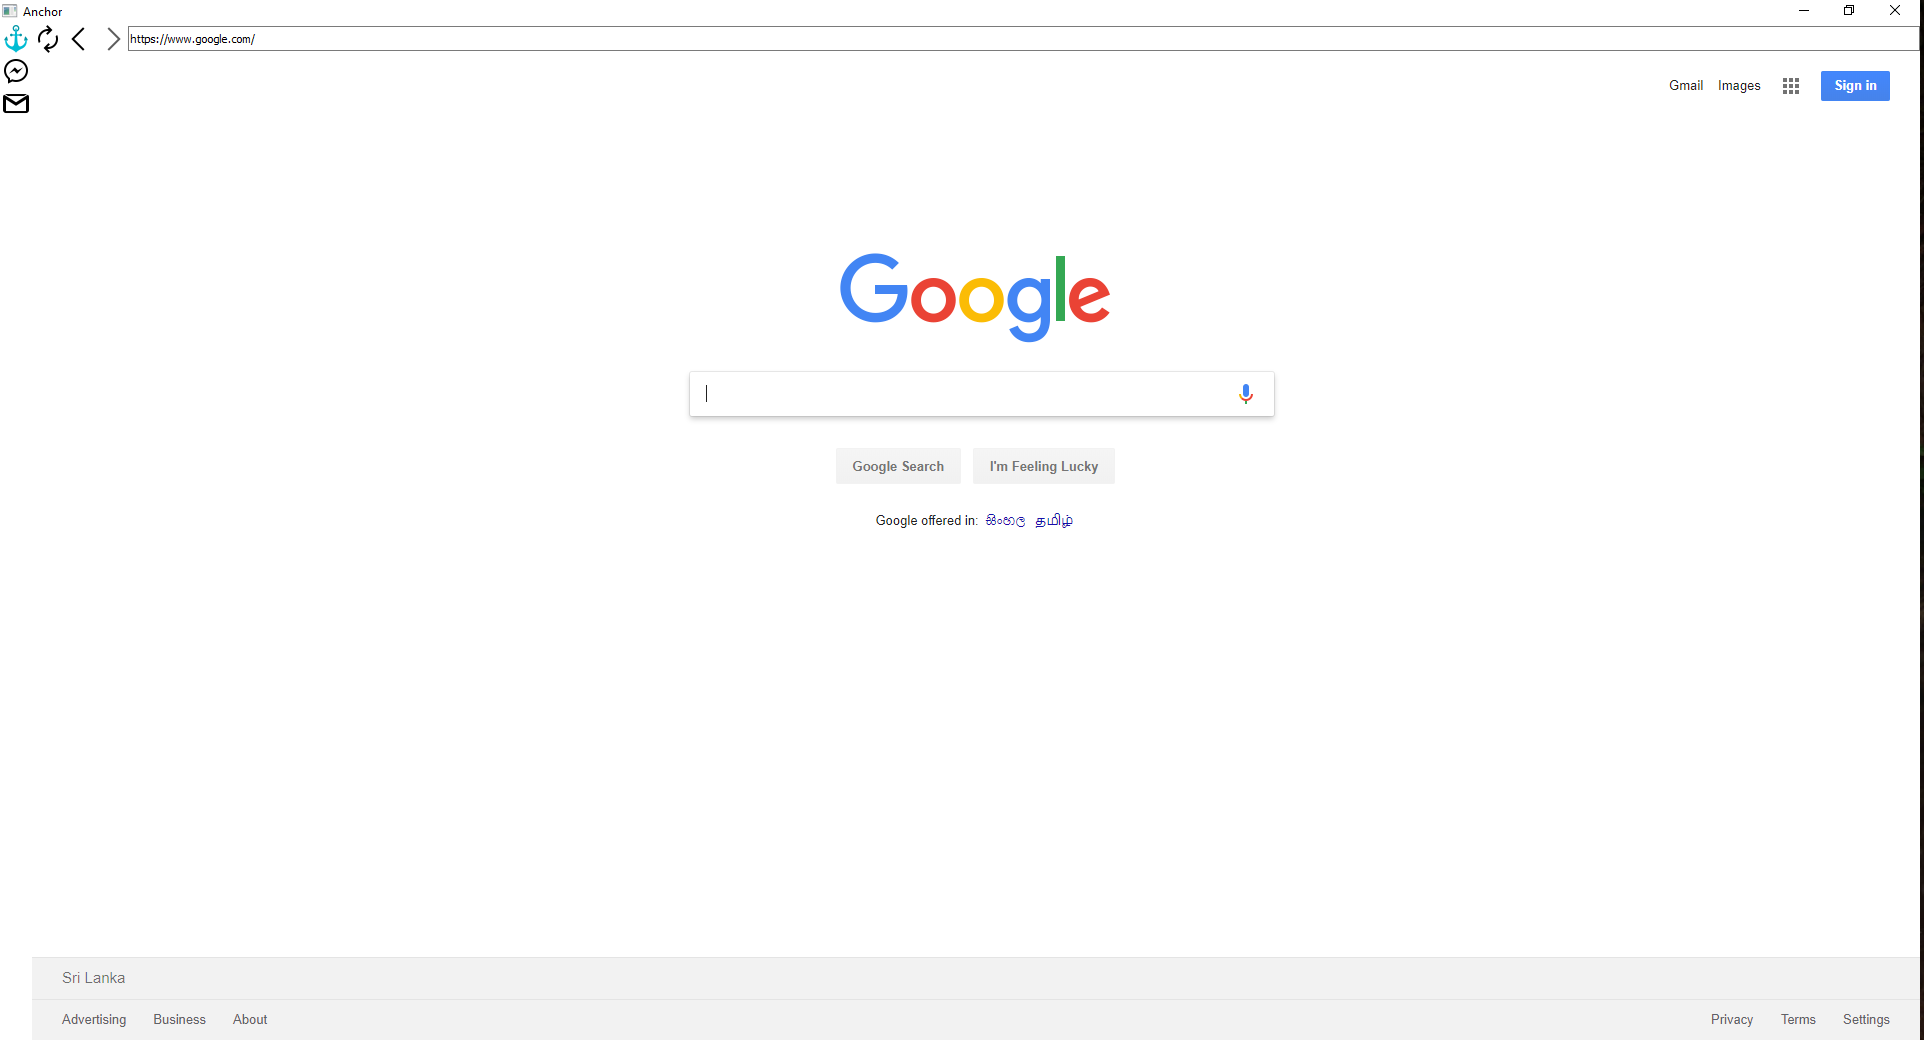 Anchor
https://www.google.com/
Gmail Images Sign in
Google
Google Search I'm Feeling Lucky
Google offered in: සිංහල தமிழ்
Sri Lanka
Advertising Business About Privacy Terms Settings